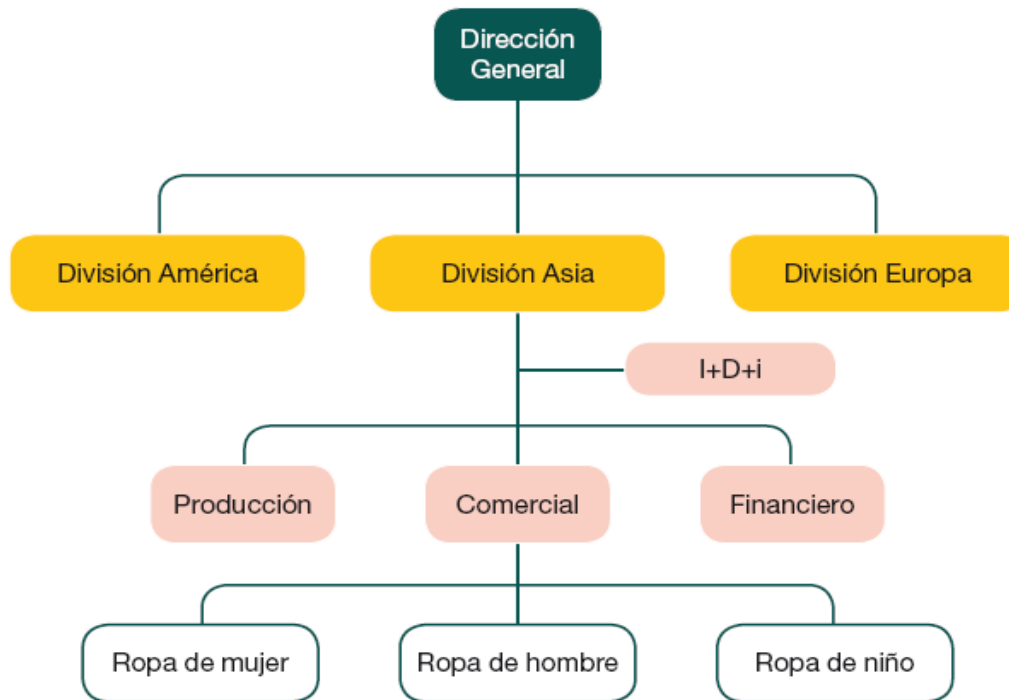 Dirección
General
División América
División Asia
División Europa
I+D+i
Producción
Comercial
Financiero
Ropa de mujer
Ropa de hombre
Ropa de niño